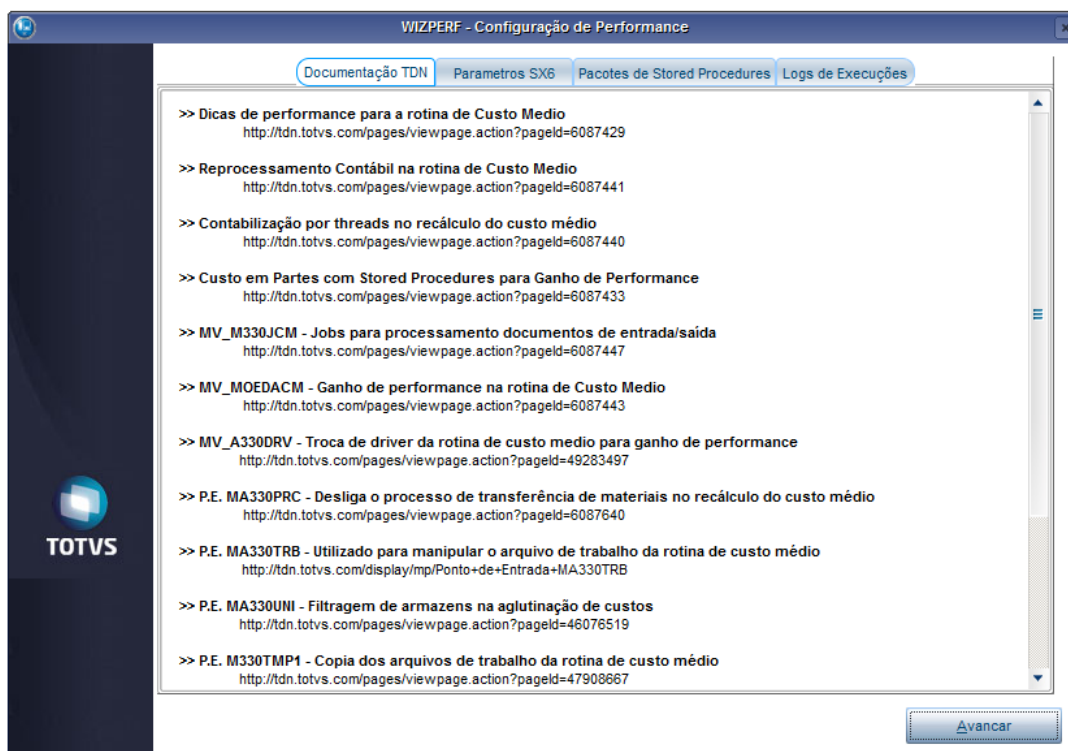 WIZPERF - Configuração de Performance
Documentação TDN Parametros SX6 Pacotes de Stored Procedures Logs de Execuções
>> Dicas de performance para a rotina de Custo Medio
http://tdn.totvs.com/pages/viewpage.action?pageId=6087429
>> Reprocessamento Contábil na rotina de Custo Medio
http://tdn.totvs.com/pages/viewpage.action?pageId=6087441
>> Contabilização por threads no recálculo do custo médio
http://tdn.totvs.com/pages/viewpage.action?pageId=6087440
>> Custo em Partes com Stored Procedures para Ganho de Performance
http://tdn.totvs.com/pages/viewpage.action?pageId=6087433
>> MV_M330JCM - Jobs para processamento documentos de entrada/saída
http://tdn.totvs.com/pages/viewpage.action?pageId=6087447
>> MV_MOEDACM - Ganho de performance na rotina de Custo Medio
http://tdn.totvs.com/pages/viewpage.action?pageId=6087443
>> MV_A330DRV - Troca de driver da rotina de custo medio para ganho de performance
http://tdn.totvs.com/pages/viewpage.action?pageId=49283497
>> P.E. MA330PRC - Desliga o processo de transferência de materiais no recálculo do custo médio
http://tdn.totvs.com/pages/viewpage.action?pageId=6087640
>> P.E. MA330TRB - Utilizado para manipular o arquivo de trabalho da rotina de custo médio
http://tdn.totvs.com/display/mp/Ponto+de+Entrada+MA330TRB
>> P.E. MA330UNI - Filtragem de armazens na aglutinação de custos
http://tdn.totvs.com/pages/viewpage.action?pageId=46076519
>> P.E. M330TMP1 - Copia dos arquivos de trabalho da rotina de custo médio
http://tdn.totvs.com/pages/viewpage.action?pageId=47908667
TOTVS
Avancar